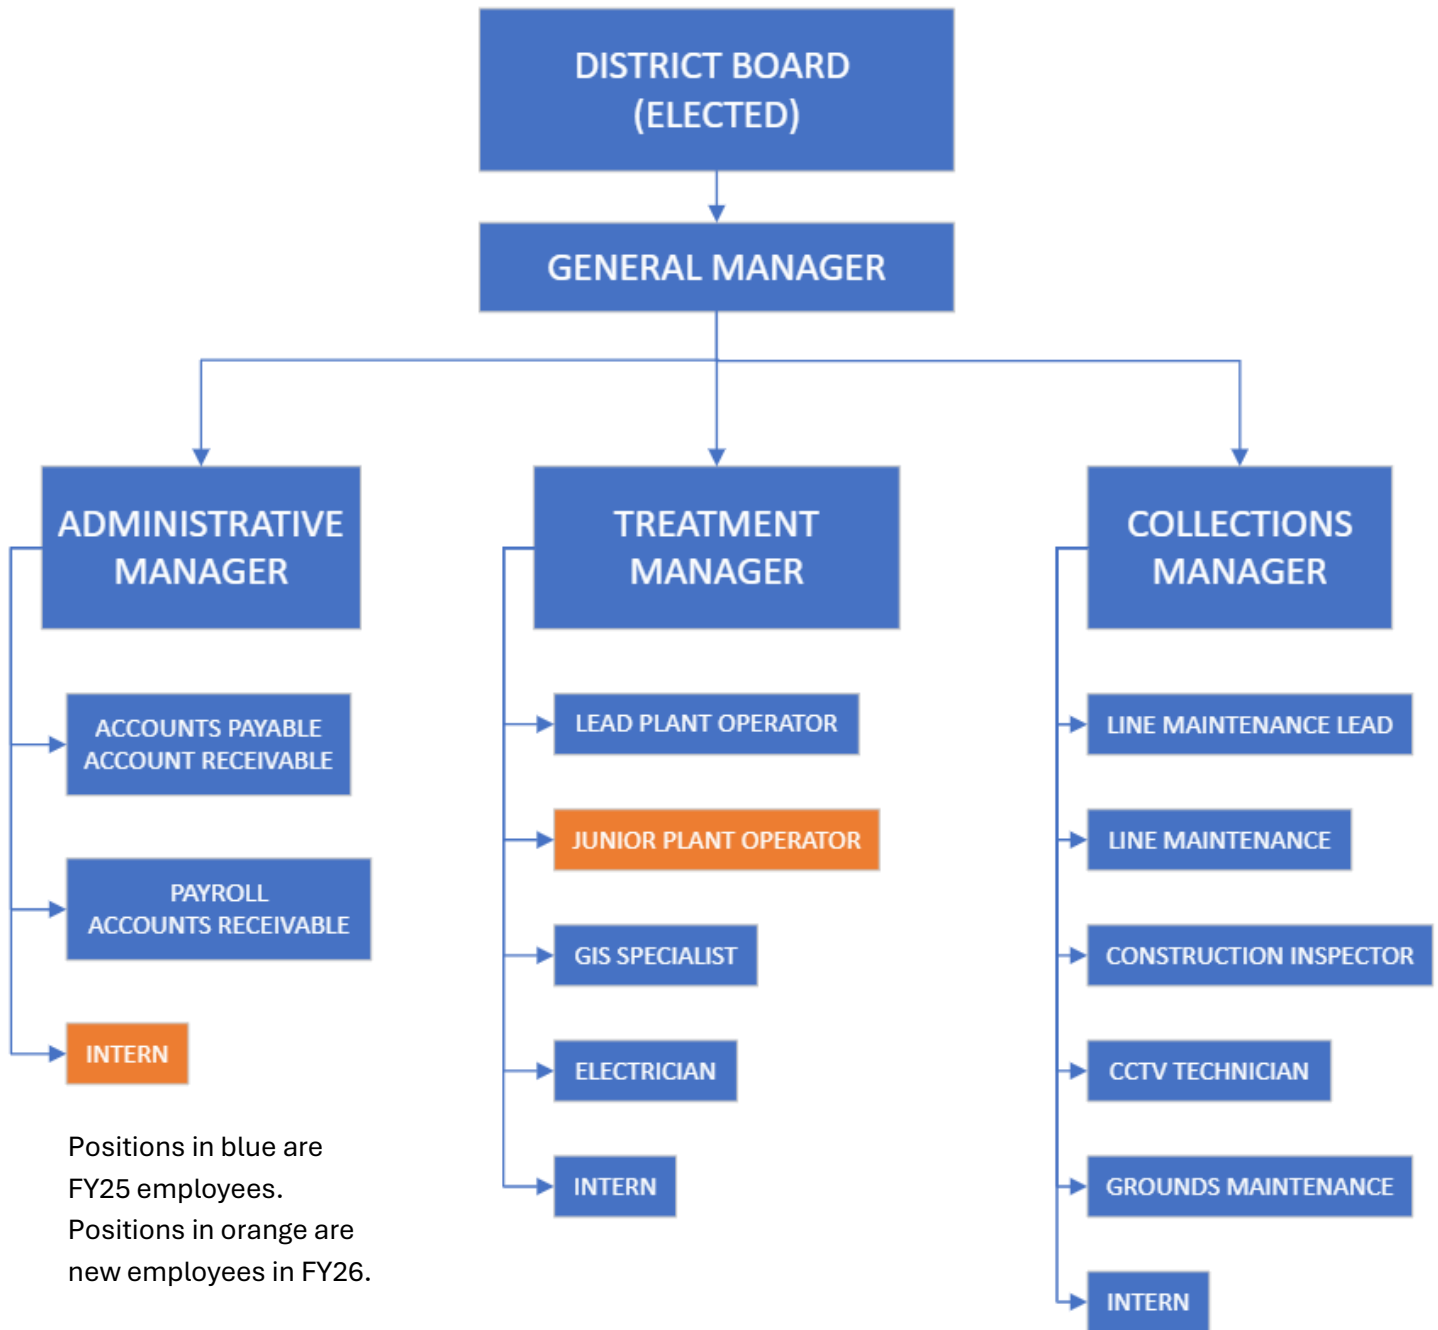 DISTRICT BOARD
(ELECTED)
GENERAL MANAGER
ADMINISTRATIVE
MANAGER
ACCOUNTS PAYABLE
ACCOUNT RECEIVABLE
PAYROLL
ACCOUNTS RECEIVABLE
INTERN
TREATMENT
MANAGER
LEAD PLANT OPERATOR
JUNIOR PLANT OPERATOR
GIS SPECIALIST
ELECTRICIAN
INTERN
COLLECTIONS
MANAGER
LINE MAINTENANCE LEAD
LINE MAINTENANCE
CONSTRUCTION INSPECTOR
CCTV TECHNICIAN
GROUNDS MAINTENANCE
INTERN
Positions in blue are
FY25 employees.
Positions in orange are
new employees in FY26.